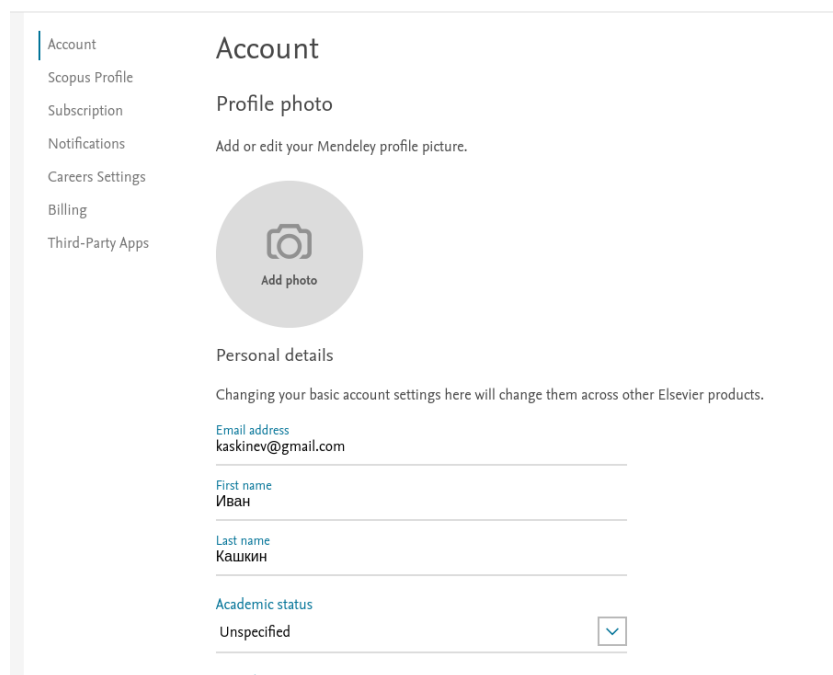 Account
Scopus Profile
Subscription
Notifications
Careers Settings
Billing
Third-Party Apps
Account
Profile photo
Add or edit your Mendeley profile picture.
Add photo
Personal details
Changing your basic account settings here will change them across other Elsevier products.
Email address
kaskinev@gmail.com
First name
Иван
Last name
Кашкин
Academic status
Unspecified